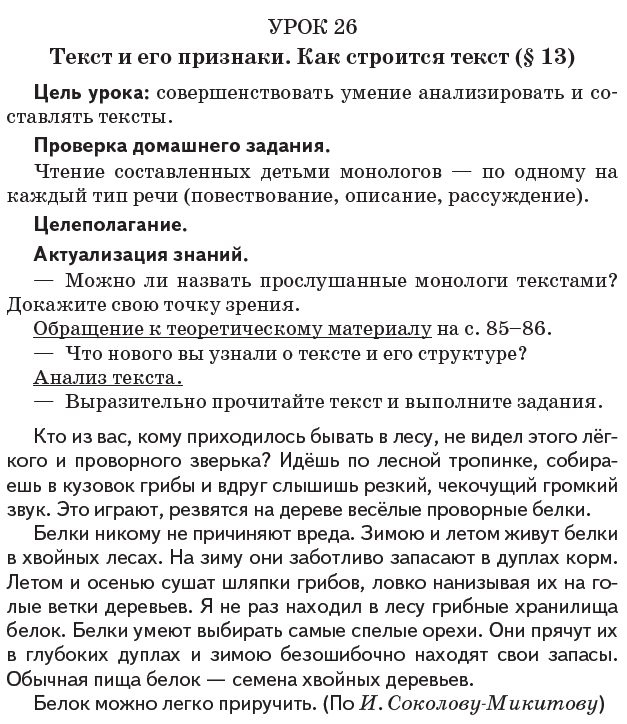 УРОК 26
Текст и его признаки. Как строится текст (§ 13)
Цель урока: совершенствовать умение анализировать и со-
ставлять тексты.
Проверка домашнего задания.
Чтение составленных детьми монологов — по одному на
каждый тип речи (повествование, описание, рассуждение).
Целеполагание.
Актуализация знаний.
— Можно ли назвать прослушанные монологи текстами?
Докажите свою точку зрения.
Обращение к теоретическому материалу на с. 85–86.
— Что нового вы узнали о тексте и его структуре?
Анализ текста.
— Выразительно прочитайте текст и выполните задания.
Кто из вас, кому приходилось бывать в лесу, не видел этого лёг-
кого и проворного зверька? Идёшь по лесной тропинке, собира-
ешь в кузовок грибы и вдруг слышишь резкий, чекочущий громкий
звук. Это играют, резвятся на дереве весёлые проворные белки.
Белки никому не причиняют вреда. Зимою и летом живут белки
в хвойных лесах. На зиму они заботливо запасают в дуплах корм.
Летом и осенью сушат шляпки грибов, ловко нанизывая их на го-
лые ветки деревьев. Я не раз находил в лесу грибные хранилища
белок. Белки умеют выбирать самые спелые орехи. Они прячут их
в глубоких дуплах и зимою безошибочно находят свои запасы.
Обычная пища белок — семена хвойных деревьев.
Белок можно легко приручить. (По И. Соколову-Микитову)